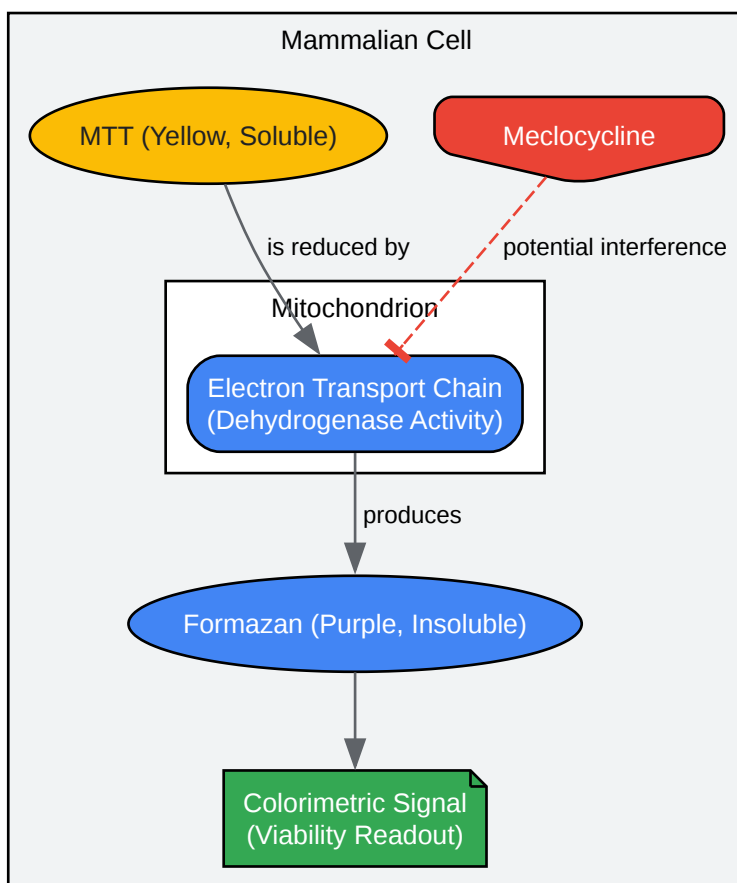 Mammalian Cell
MTT (Yellow, Soluble)
Meclocycline
is reduced by
potential interference
Mitochondrion
Electron Transport Chain
(Dehydrogenase Activity)
produces
Formazan (Purple, Insoluble)
Colorimetric Signal
(Viability Readout)